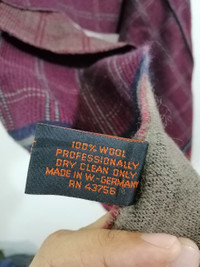 100% WOOL
PROFESSIONALLY
DRY CLEAN ONLY
MADE IN W.-GERMANY
RN 43756